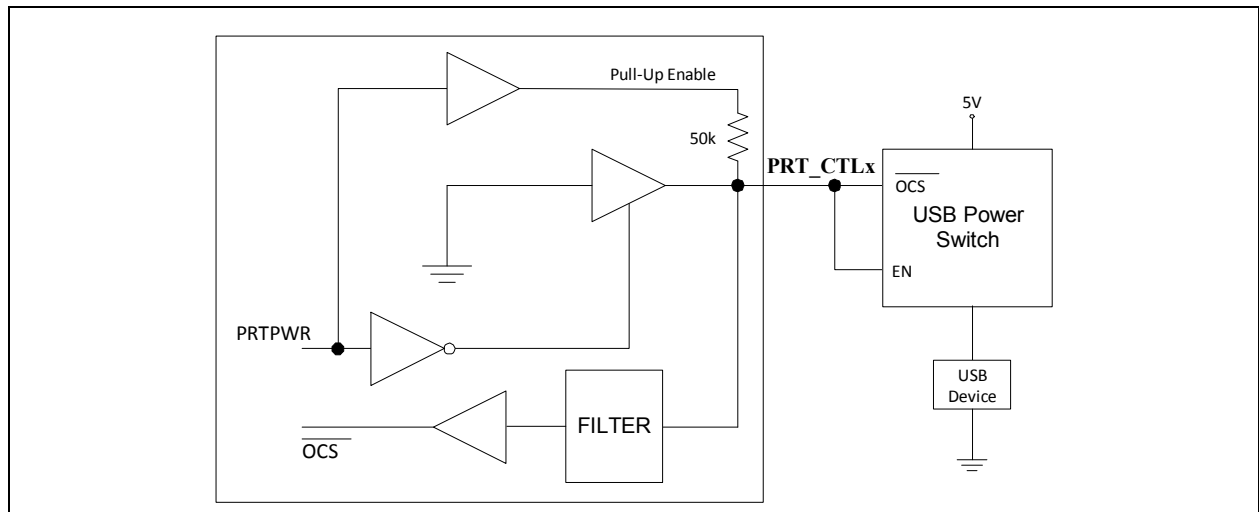 Pull-Up Enable
5V
50k
PRT_CTLx
OCS
USB Power
Switch
EN
PRTPWR
USB
Device
FILTER
OCS